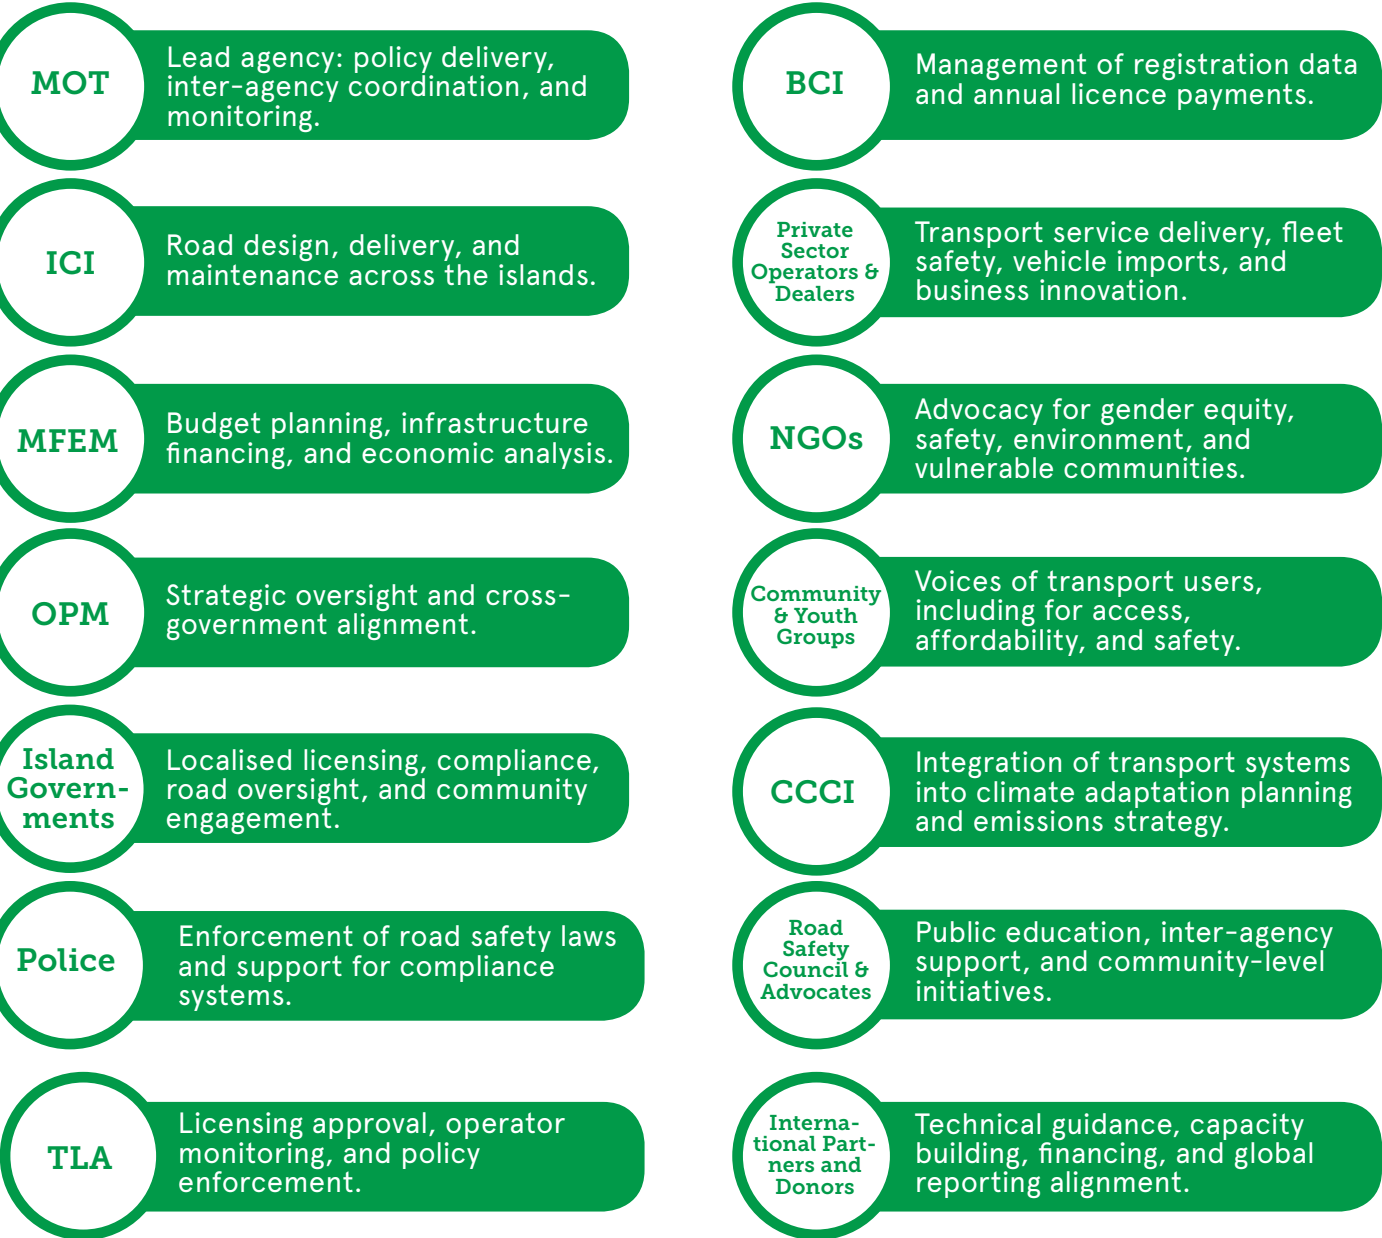 MOT
Lead agency: policy delivery,
inter-agency coordination, and
monitoring.
ICI
Road design, delivery, and
maintenance across the islands.
MFEM
Budget planning, infrastructure
financing, and economic analysis.
OPM
Strategic oversight and cross-
government alignment.
Island
Govern-
ments
Localised licensing, compliance,
road oversight, and community
engagement.
Police
Enforcement of road safety laws
and support for compliance
systems.
TLA
Licensing approval, operator
monitoring, and policy
enforcement.
BCI
Management of registration data
and annual licence payments.
Private
Sector
Operators &
Dealers
Transport service delivery, fleet
safety, vehicle imports, and
business innovation.
NGOs
Advocacy for gender equity,
safety, environment, and
vulnerable communities.
Community
& Youth
Groups
Voices of transport users,
including for access,
affordability, and safety.
CCCI
Integration of transport systems
into climate adaptation planning
and emissions strategy.
Road
Safety
Council &
Advocates
Public education, inter-agency
support, and community-level
initiatives.
Interna-
tional Part-
ners and
Donors
Technical guidance, capacity
building, financing, and global
reporting alignment.